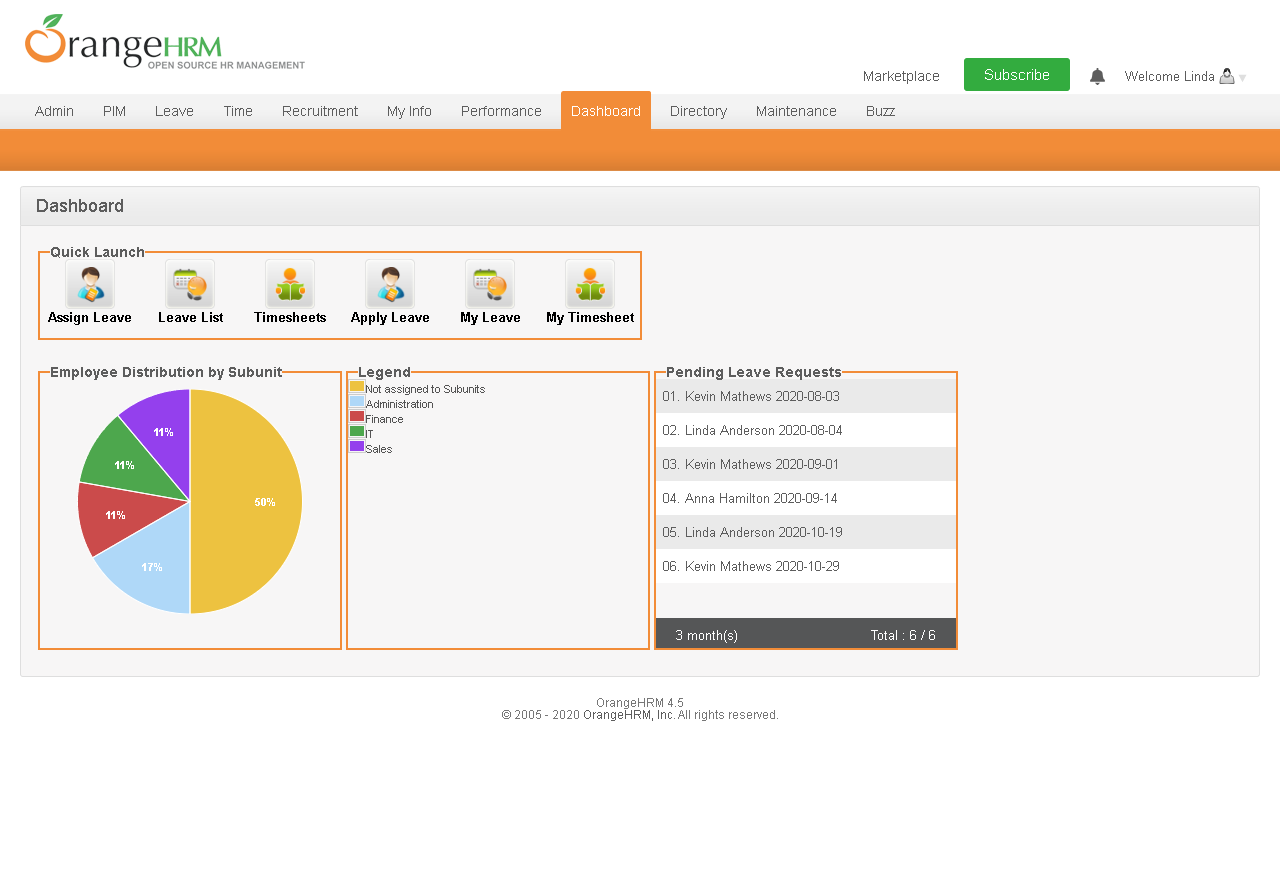 OrangeHRM
OPEN SOURCE HR MANAGEMENT
Marketplace
Subscribe
Welcome Linda
Admin PIM Leave Time Recruitment My Info Performance Dashboard Directory Maintenance Buzz
Dashboard
Quick Launch
Assign Leave Leave List Timesheets Apply Leave My Leave My Timesheet
Employee Distribution by Subunit
11%
11%
50%
11%
17%
Legend
Not assigned to Subunits
Administration
Finance
IT
Sales
Pending Leave Requests
01. Kevin Mathews 2020-08-03
02. Linda Anderson 2020-08-04
03. Kevin Mathews 2020-09-01
04. Anna Hamilton 2020-09-14
05. Linda Anderson 2020-10-19
06. Kevin Mathews 2020-10-29
3 month(s) Total : 6 / 6
OrangeHRM 4.5
© 2005 - 2020 OrangeHRM, Inc. All rights reserved.